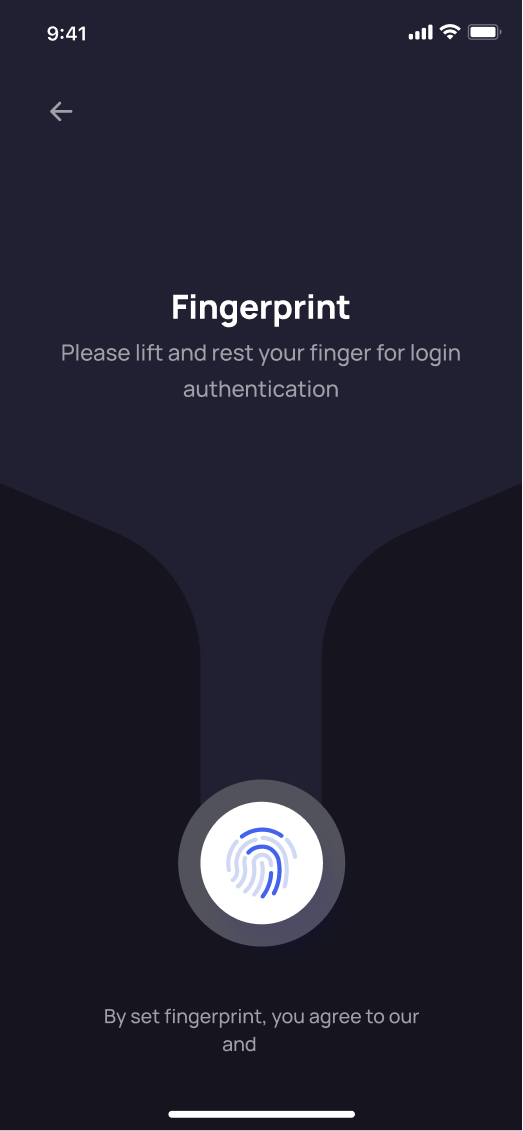 9:41
Fingerprint
Please lift and rest your finger for login
authentication
By set fingerprint, you agree to our
and